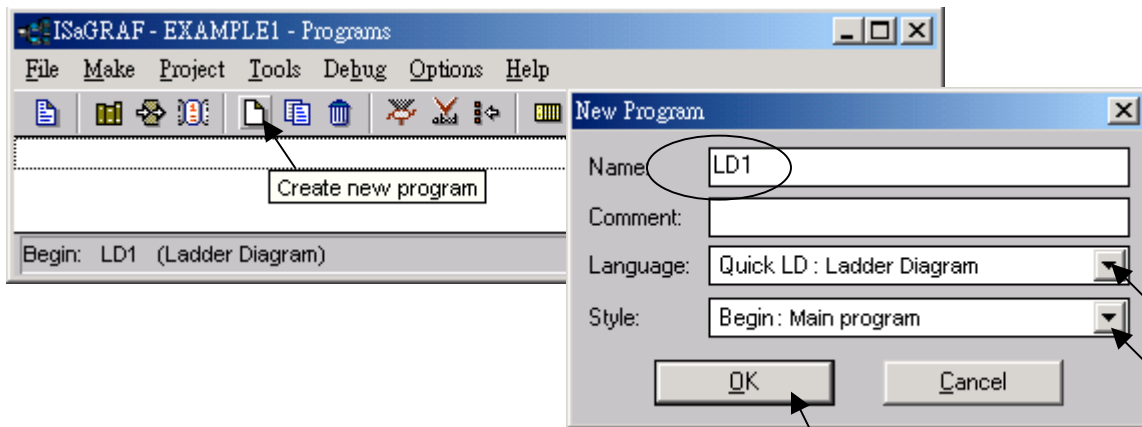 ISaGRAF - EXAMPLE1 - Programs
File Make Project Tools Debug Options Help
Create new program
Begin: LD1 (Ladder Diagram)
New Program
Name: LD1
Comment:
Language: Quick LD : Ladder Diagram
Style: Begin : Main program
OK Cancel